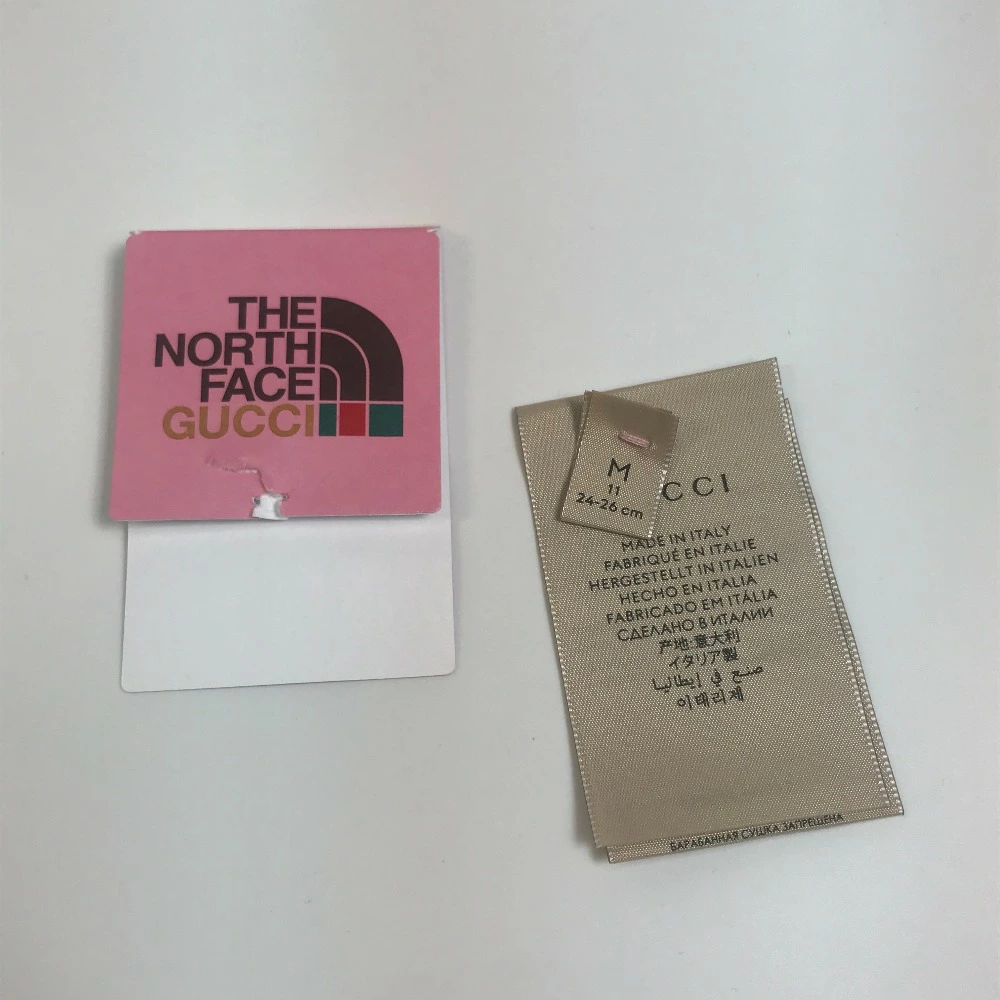 THE
NORTH
FACE
GUCCI
M
11
24-26 cm
CCI
MADE IN ITALY
FABRIQUÉ EN ITALIE
HERGESTELLT IN ITALIEN
HECHO EN ITALIA
FABRICADO EM ITÁLIA
СДЕЛАНО В ИТАЛИИ
产地:意大利
イタリア製
صنع في إيطاليا
이태리제
БАРАБАННАЯ СУШКА ЗАПРЕЩЕНА